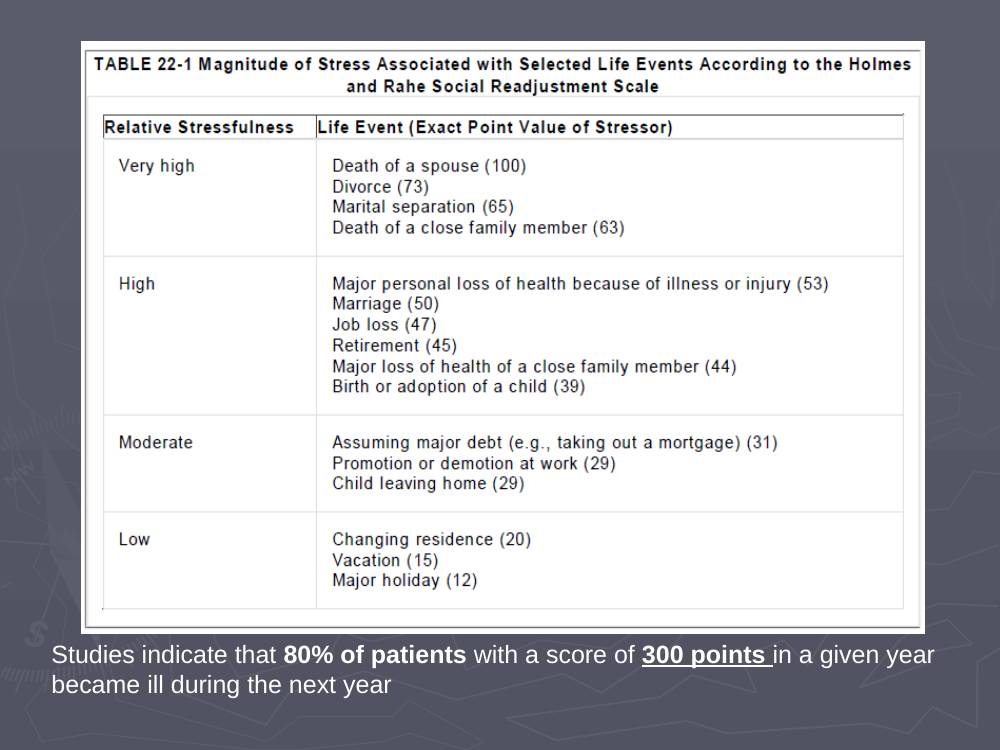 TABLE 22-1 Magnitude of Stress Associated with Selected Life Events According to the Holmes
and Rahe Social Readjustment Scale
Relative Stressfulness Life Event (Exact Point Value of Stressor)
Very high Death of a spouse (100)
Divorce (73)
Marital separation (65)
Death of a close family member (63)
High Major personal loss of health because of illness or injury (53)
Marriage (50)
Job loss (47)
Retirement (45)
Major loss of health of a close family member (44)
Birth or adoption of a child (39)
Moderate Assuming major debt (e.g., taking out a mortgage) (31)
Promotion or demotion at work (29)
Child leaving home (29)
Low Changing residence (20)
Vacation (15)
Major holiday (12)
Studies indicate that 80% of patients with a score of 300 points in a given year
became ill during the next year